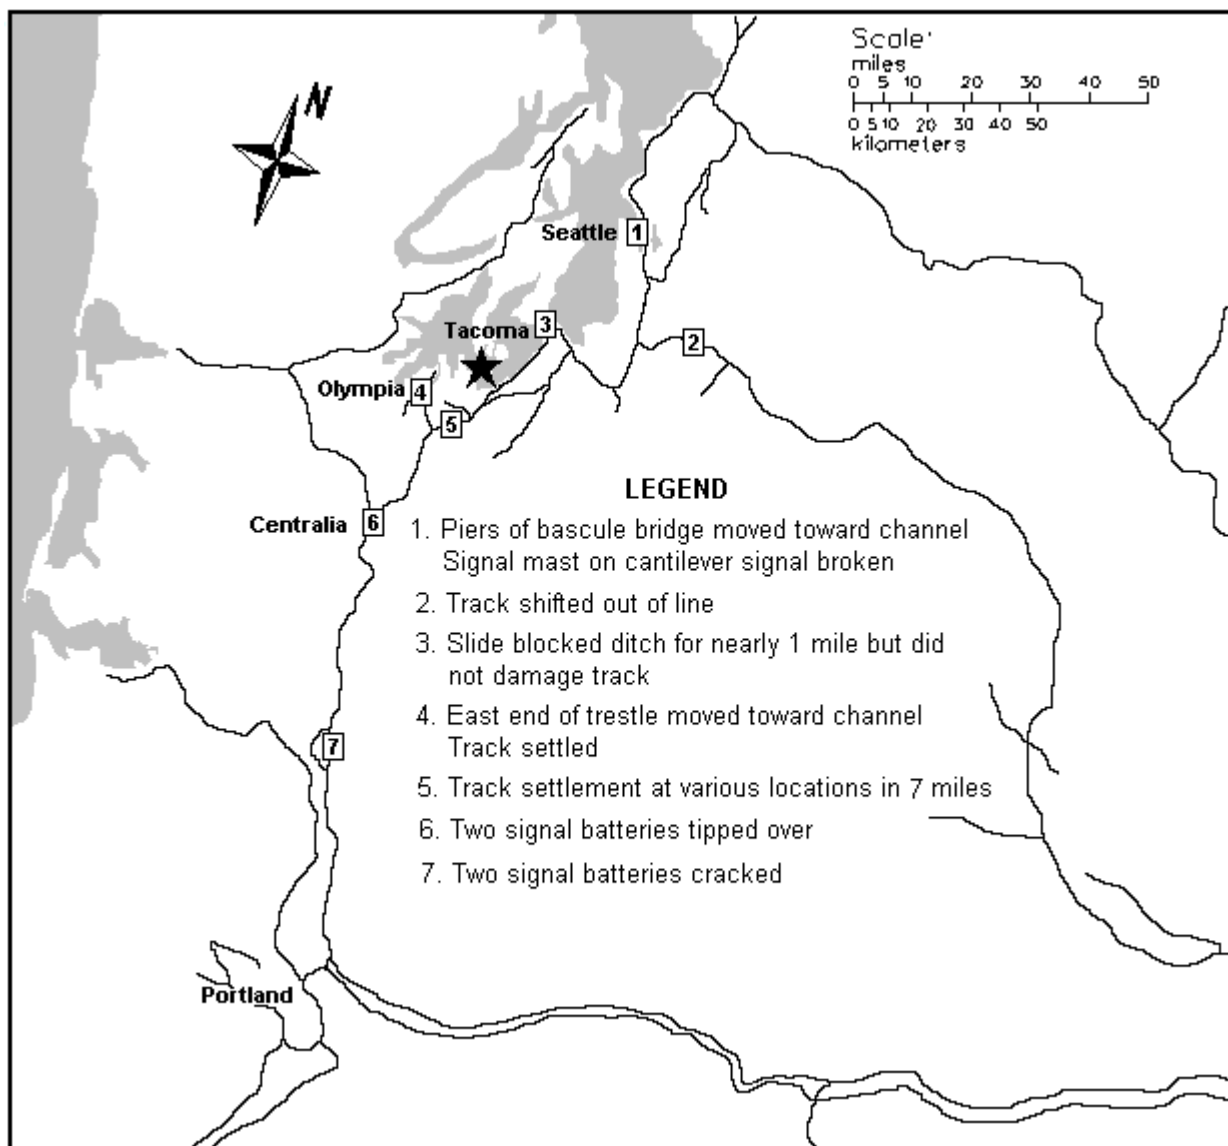 N
Scale
miles
0 5 10 20 30 40 50
0 5 10 20 30 40 50
kilometers
Seattle 1
Tacoma 3
2
Olympia 4
5
LEGEND
Centralia 6
1. Piers of bascule bridge moved toward channel
Signal mast on cantilever signal broken
2. Track shifted out of line
3. Slide blocked ditch for nearly 1 mile but did
not damage track
4. East end of trestle moved toward channel
Track settled
7
5. Track settlement at various locations in 7 miles
6. Two signal batteries tipped over
7. Two signal batteries cracked
Portland